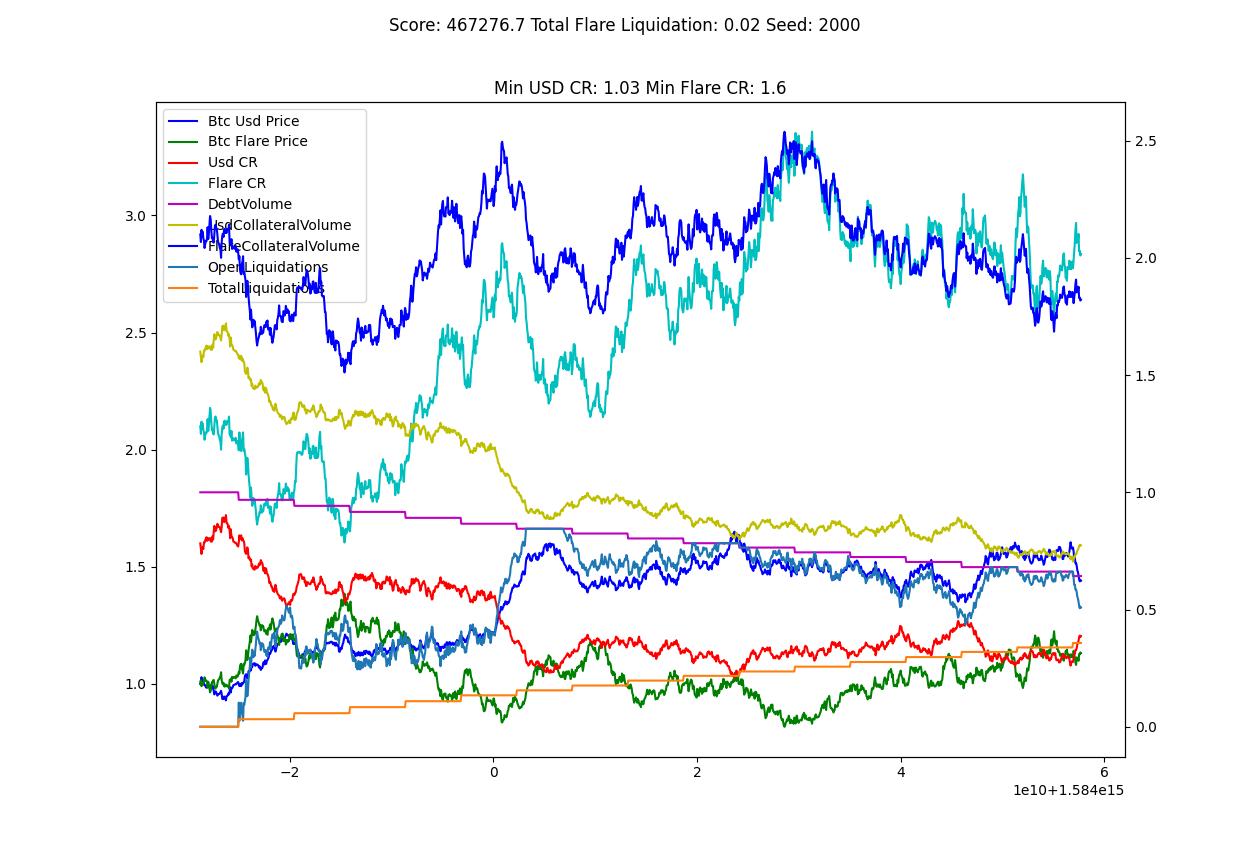 Score: 467276.7 Total Flare Liquidation: 0.02 Seed: 2000
Min USD CR: 1.03 Min Flare CR: 1.6
Btc Usd Price
Btc Flare Price
Usd CR
Flare CR
DebtVolume
UsdCollateralVolume
FlareCollateralVolume
OpenLiquidations
TotalLiquidations
3.0
2.5
2.0
1.5
1.0
2.5
2.0
1.5
1.0
0.5
0.0
−2 0 2 4 6
1e10+1.584e15